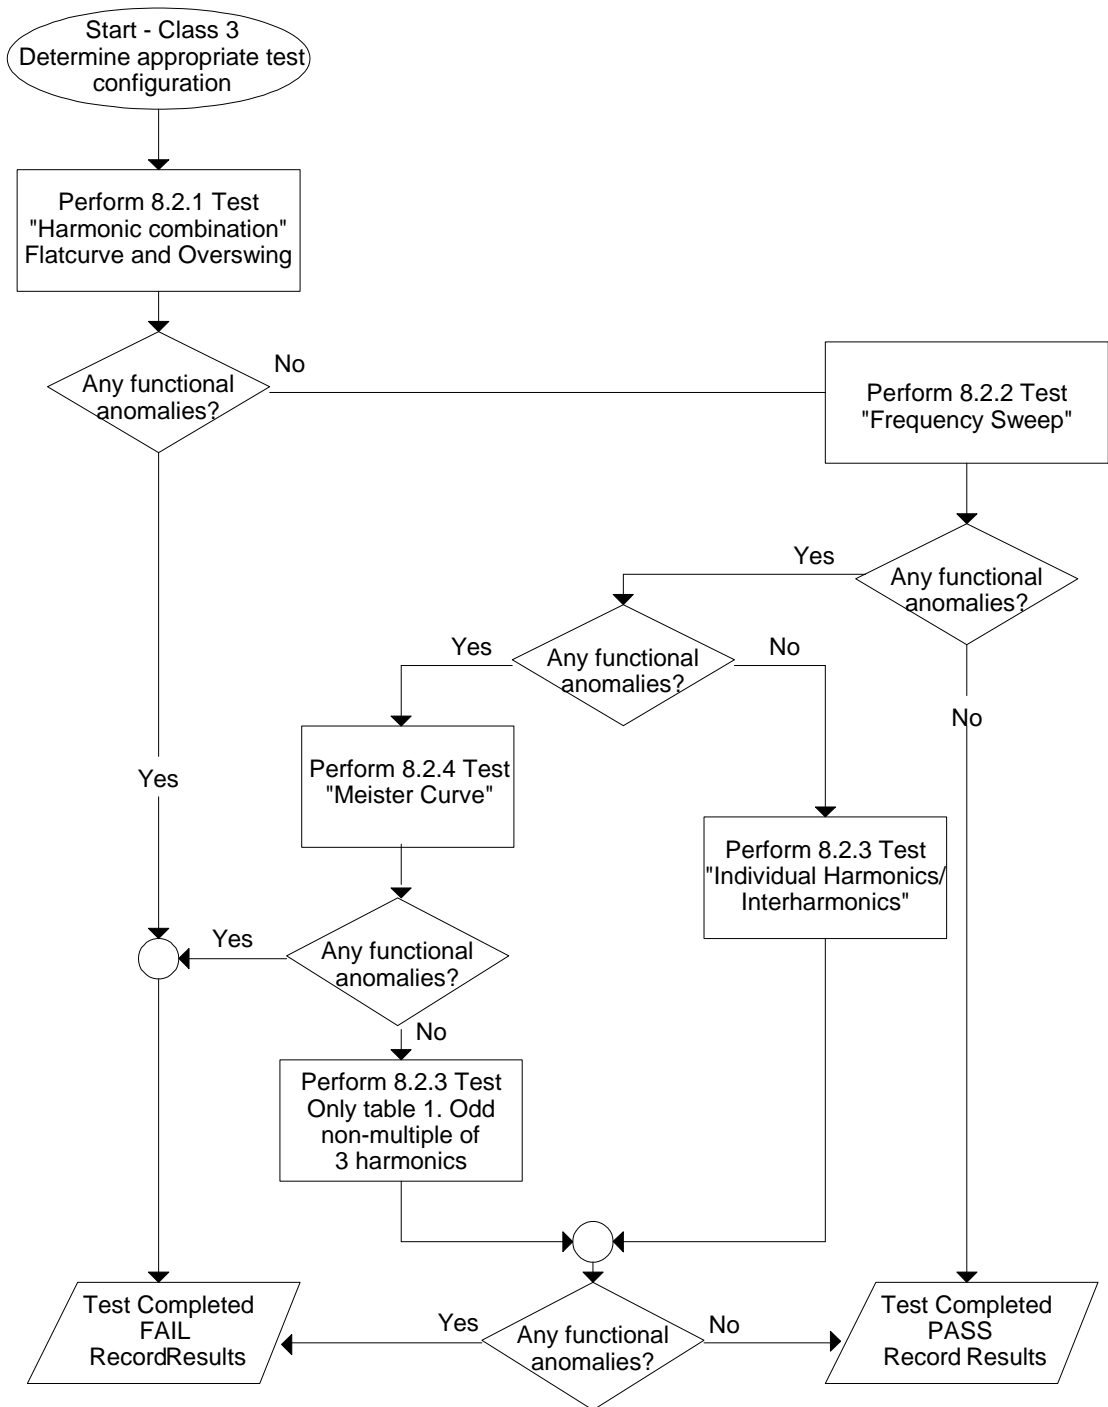 Start - Class 3
Determine appropriate test
configuration
Perform 8.2.1 Test
"Harmonic combination"
Flatcurve and Overswing
Any functional
anomalies?
No
Perform 8.2.2 Test
"Frequency Sweep"
Any functional
anomalies?
Yes
Any functional
anomalies?
Yes
No
No
Perform 8.2.4 Test
"Meister Curve"
Yes
Perform 8.2.3 Test
"Individual Harmonics/
Interharmonics"
Any functional
anomalies?
Yes
No
Perform 8.2.3 Test
Only table 1. Odd
non-multiple of
3 harmonics
Test Completed
FAIL
RecordResults
Yes
Any functional
anomalies?
No
Test Completed
PASS
Record Results